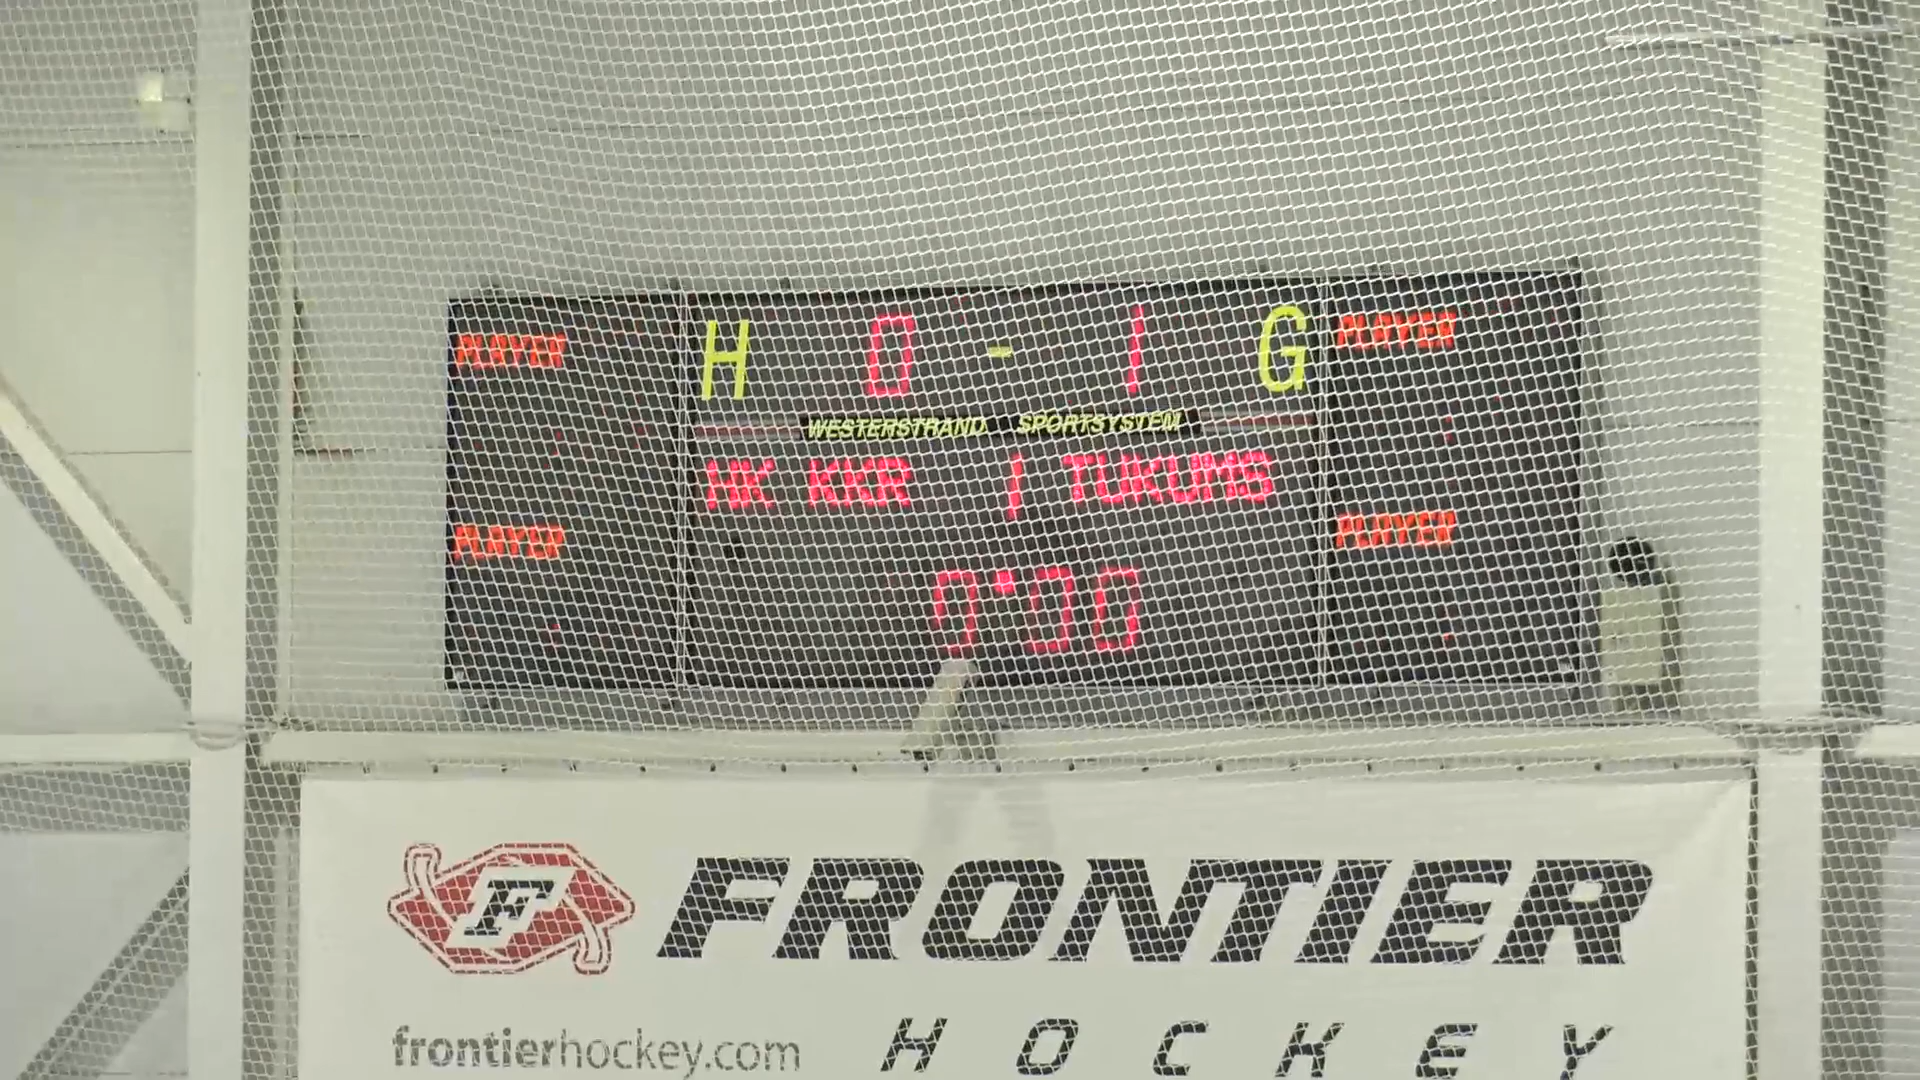 PLAYER
H 0 - 1 G
PLAYER
WESTERSTRAND SPORTSYSTEM
HK KKR 1 TUKUMS
PLAYER
PLAYER
0:00
F FRONTIER
HOCKEY
frontierhockey.com